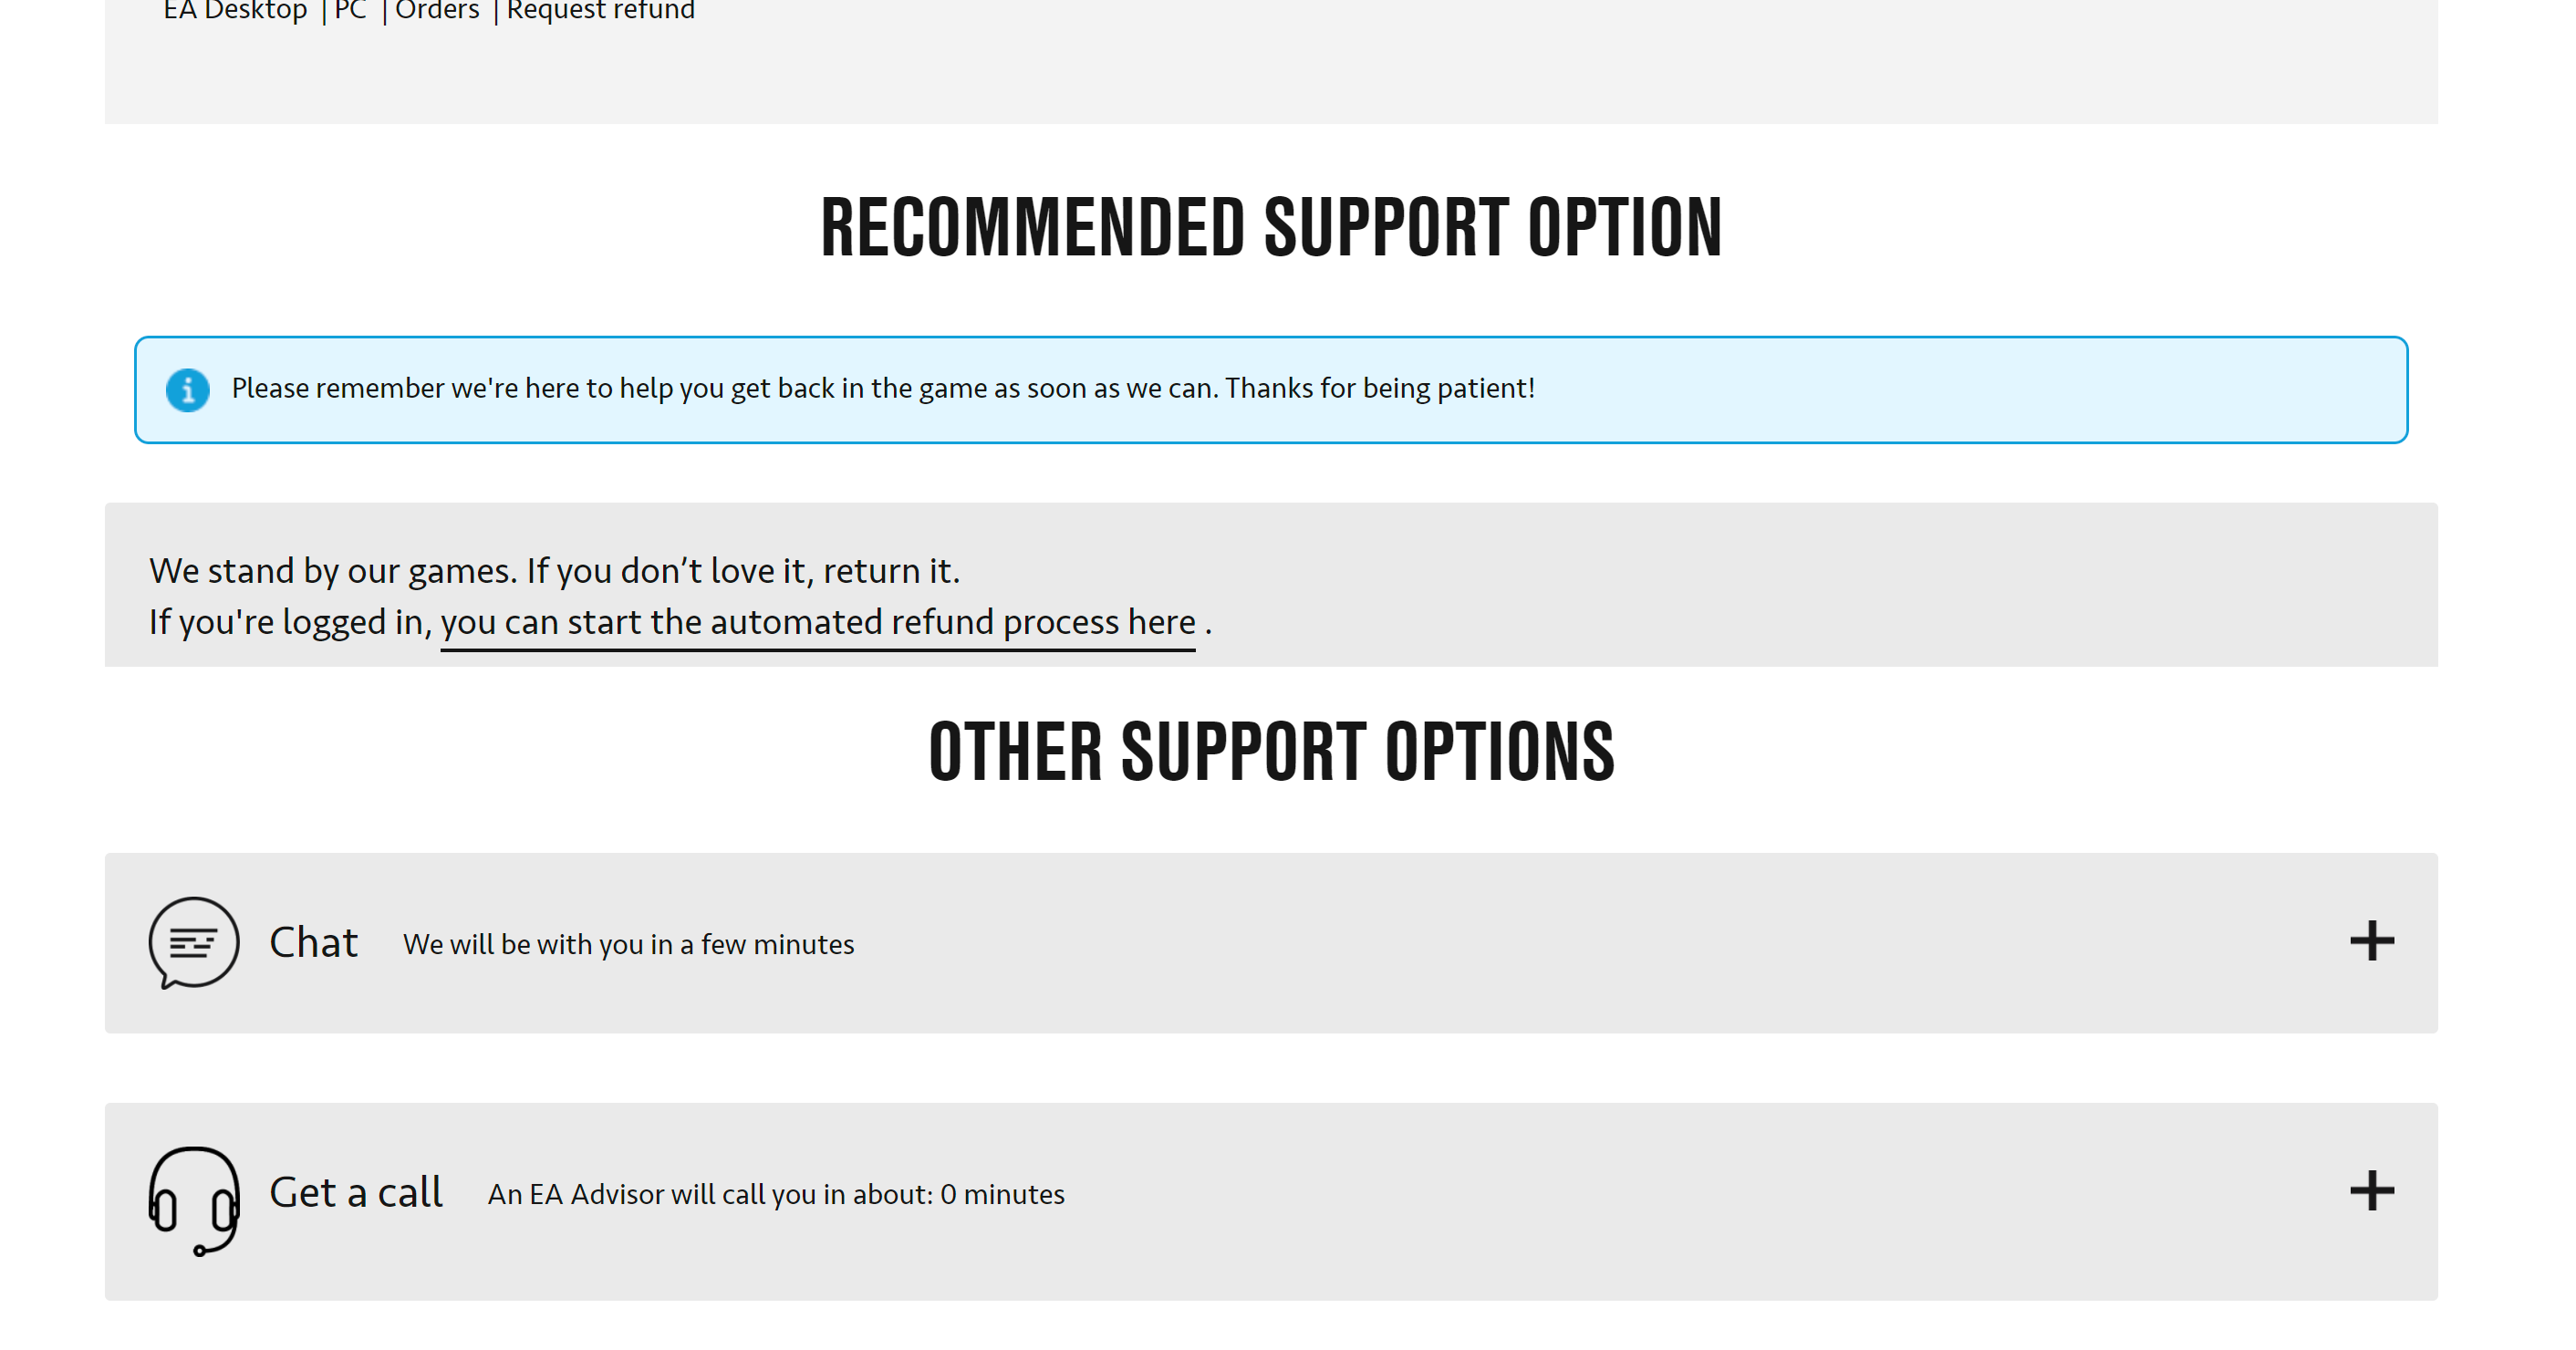 EA Desktop | PC | Orders | Request refund
RECOMMENDED SUPPORT OPTION
Please remember we're here to help you get back in the game as soon as we can. Thanks for being patient!
We stand by our games. If you don’t love it, return it.
If you're logged in, you can start the automated refund process here .
OTHER SUPPORT OPTIONS
Chat We will be with you in a few minutes
Get a call An EA Advisor will call you in about: 0 minutes